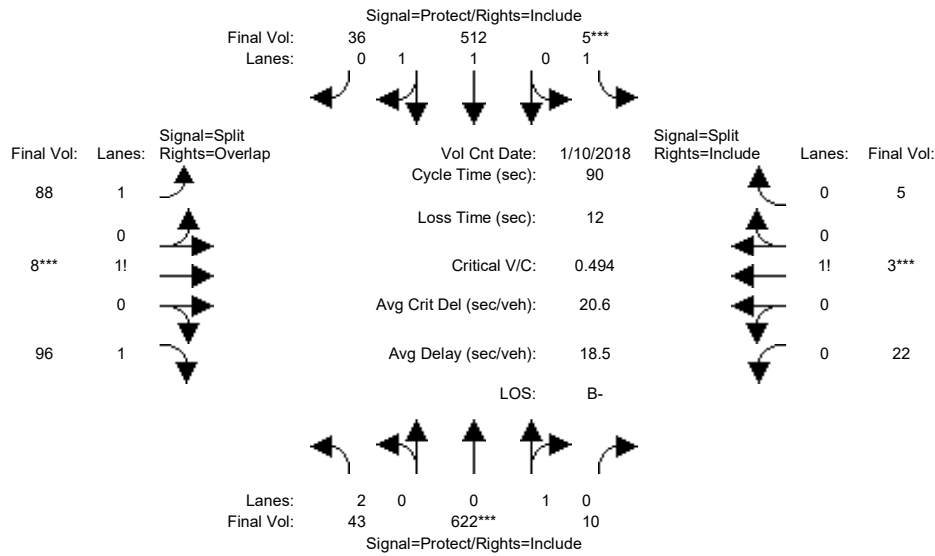 Signal=Protect/Rights=Include
Final Vol: 36 512 5***
Lanes: 0 1 1 0 1
Signal=Split
Final Vol: Lanes: Rights=Overlap
Vol Cnt Date: 1/10/2018
Signal=Split
Rights=Include Lanes: Final Vol:
Cycle Time (sec): 90
88 1
0 5
Loss Time (sec): 12
0
0
8*** 1!
Critical V/C: 0.494
1! 3***
0
Avg Crit Del (sec/veh): 20.6
0
96 1
Avg Delay (sec/veh): 18.5
0 22
LOS: B-
Lanes: 2 0 0 1 0
Final Vol: 43 622*** 10
Signal=Protect/Rights=Include